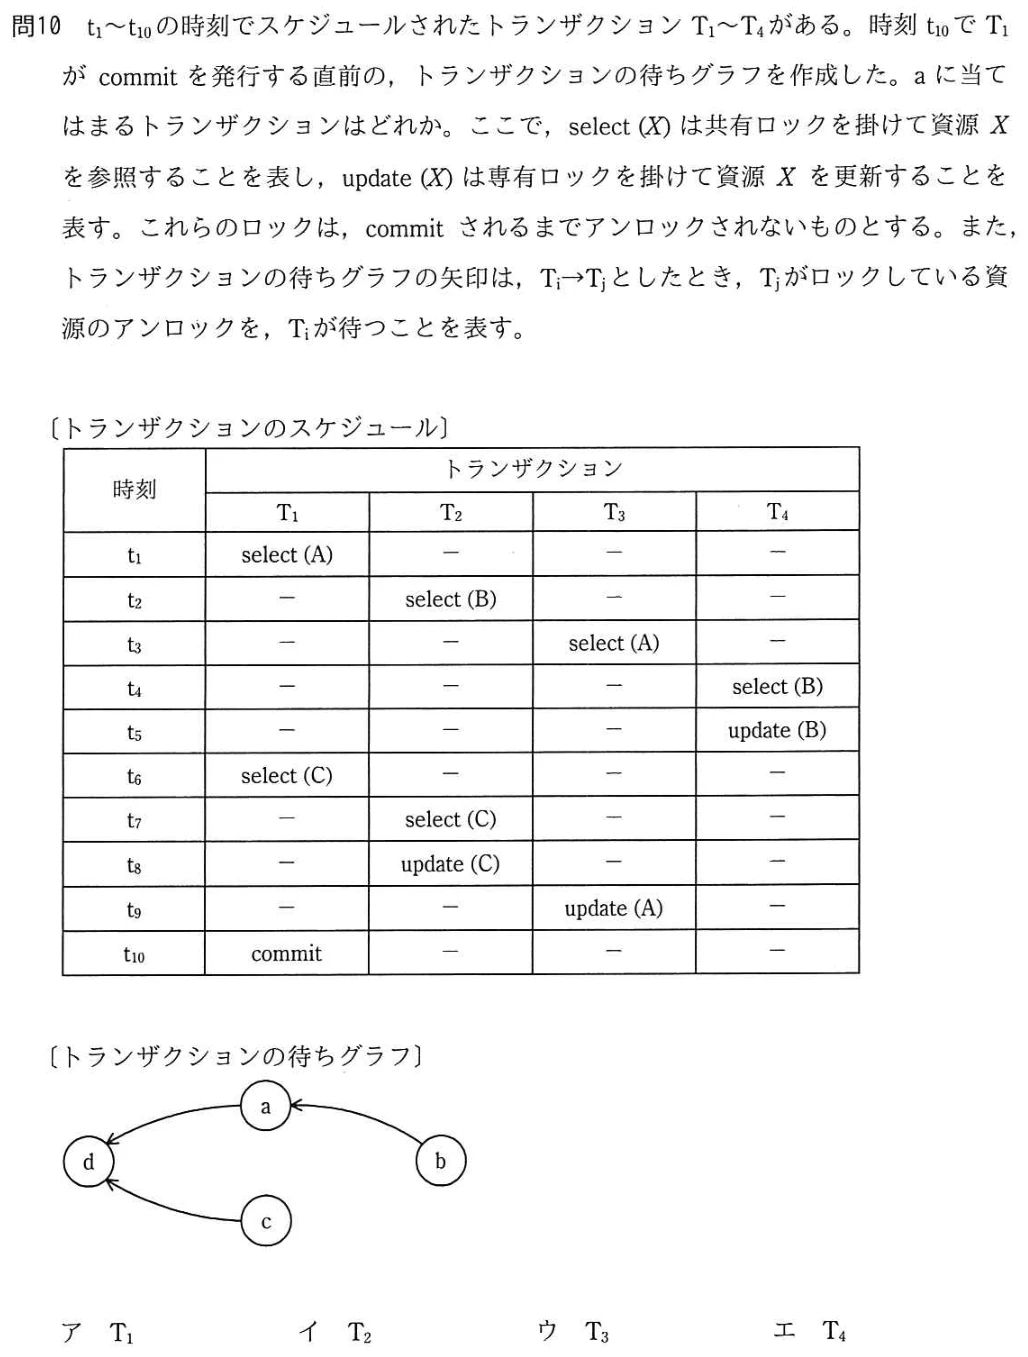 問10 t₁～t₁₀の時刻でスケジュールされたトランザクション T₁～T₄がある。時刻 t₁₀で T₁
が commit を発行する直前の，トランザクションの待ちグラフを作成した。a に当て
はまるトランザクションはどれか。ここで，select (X) は共有ロックを掛けて資源 X
を参照することを表し，update (X) は専有ロックを掛けて資源 X を更新することを
表す。これらのロックは，commit されるまでアンロックされないものとする。また，
トランザクションの待ちグラフの矢印は，Tᵢ→Tⱼとしたとき，Tⱼがロックしている資
源のアンロックを，Tᵢが待つことを表す。
〔トランザクションのスケジュール〕
時刻 トランザクション
T₁ T₂ T₃ T₄
t₁ select (A) － － －
t₂ － select (B) － －
t₃ － － select (A) －
t₄ － － － select (B)
t₅ － － － update (B)
t₆ select (C) － － －
t₇ － select (C) － －
t₈ － update (C) － －
t₉ － － update (A) －
t₁₀ commit － － －
〔トランザクションの待ちグラフ〕
a
d b
c
ア T₁ イ T₂ ウ T₃ エ T₄